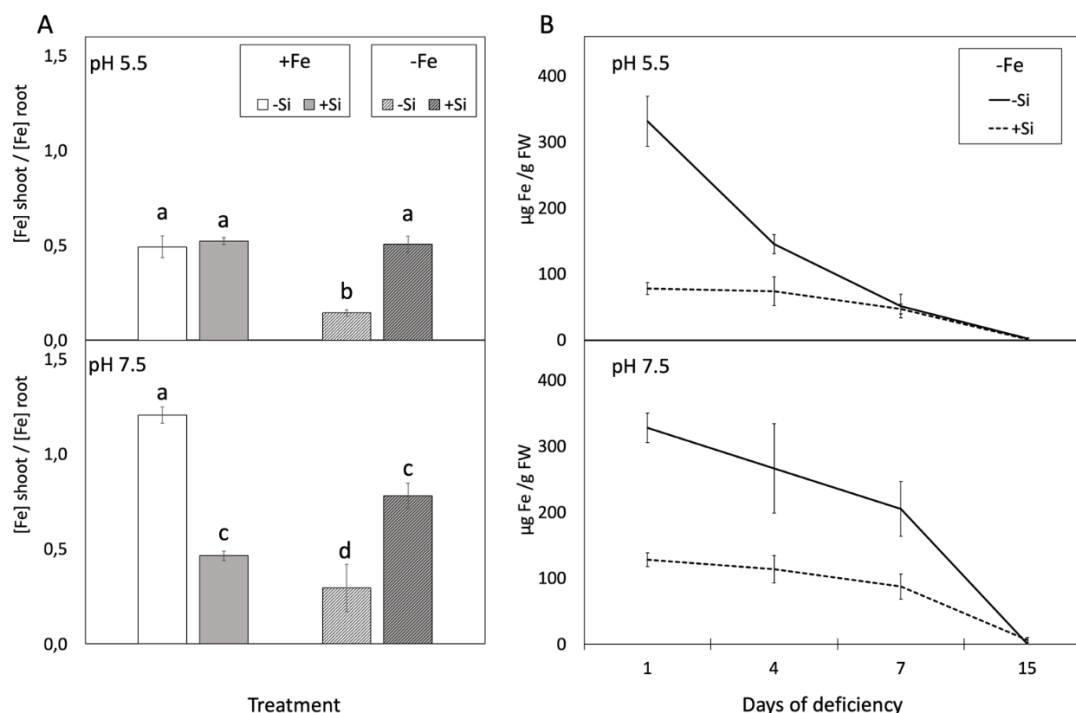 A
pH 5.5
+Fe
-Si +Si
-Fe
-Si +Si
[Fe] shoot / [Fe] root
1,5
1,0
0,5
0,0
a
a
b
a
pH 7.5
[Fe] shoot / [Fe] root
1,5
1,0
0,5
0,0
a
c
d
c
Treatment
B
pH 5.5
-Fe
-Si
+Si
µg Fe /g FW
400
300
200
100
0
pH 7.5
µg Fe /g FW
400
300
200
100
0
1 4 7 15
Days of deficiency